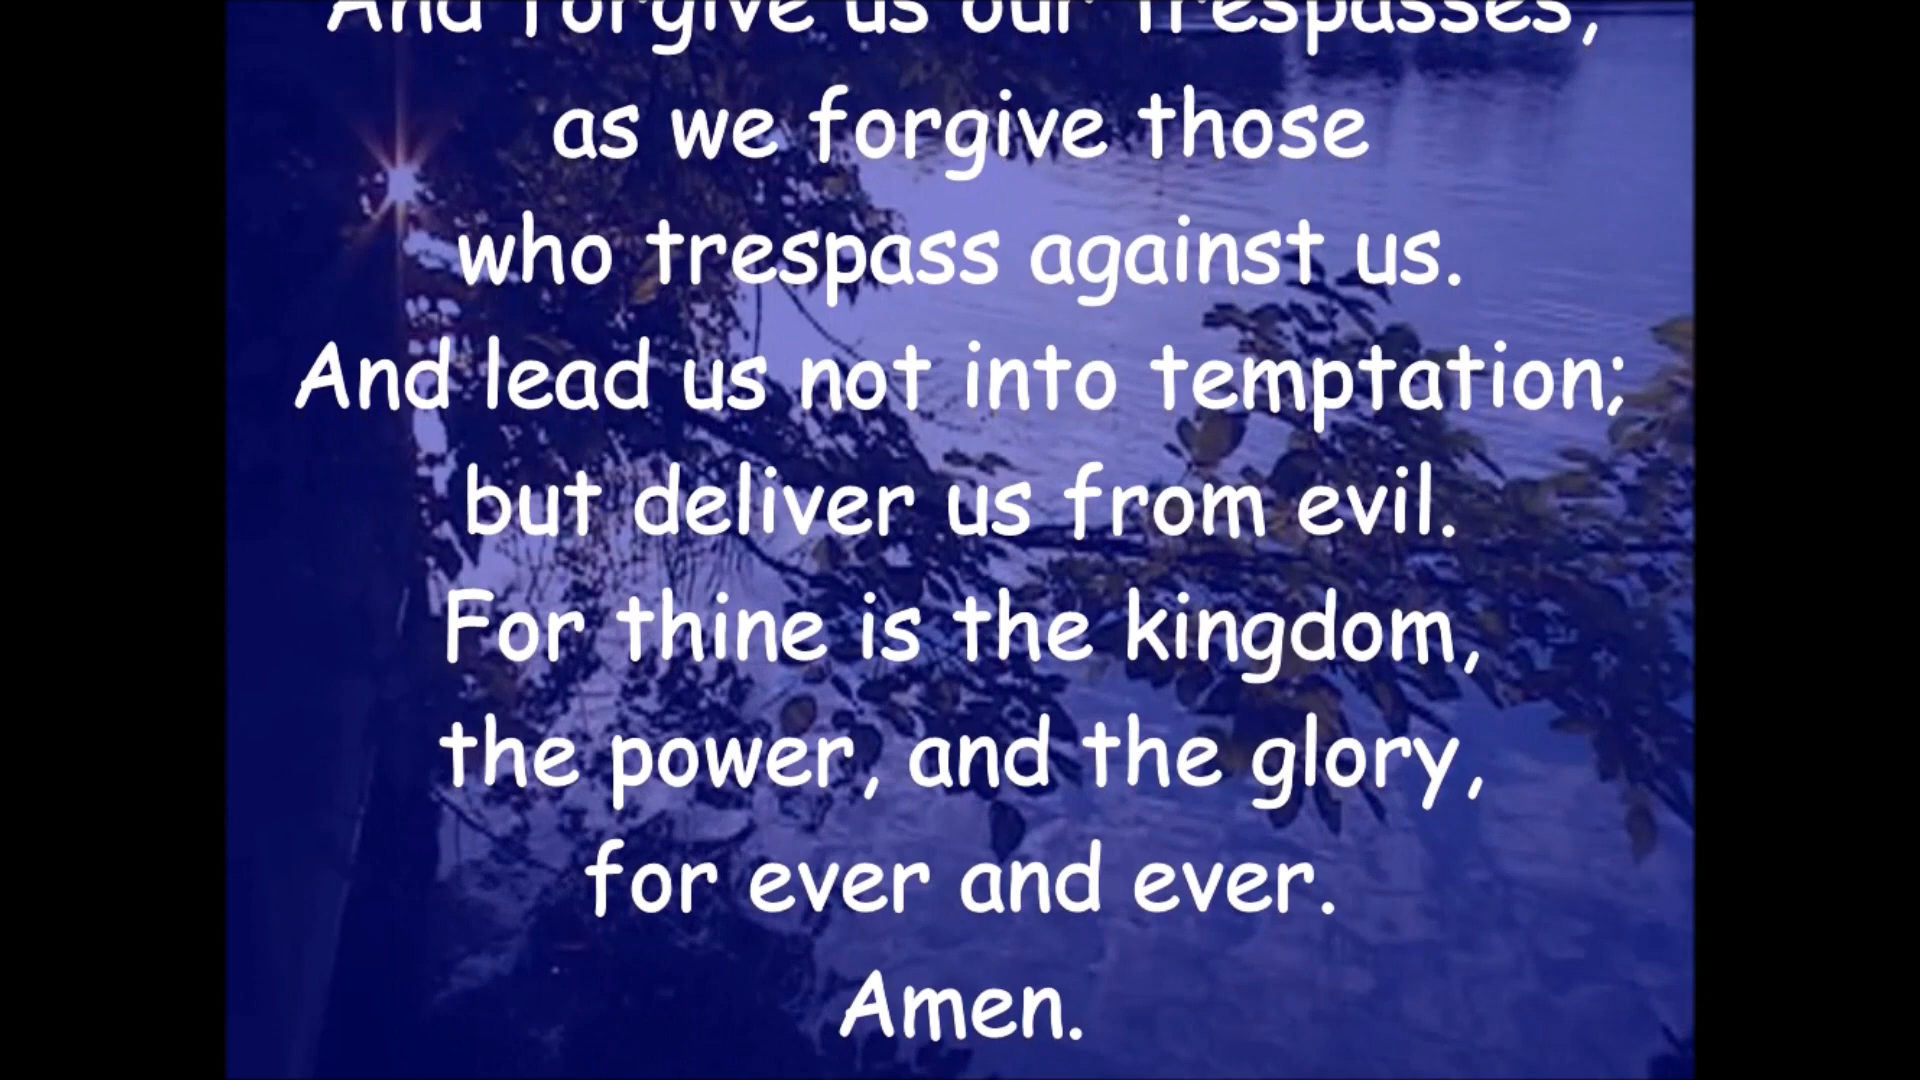 And forgive us our trespasses,
as we forgive those
who trespass against us.
And lead us not into temptation;
but deliver us from evil.
For thine is the kingdom,
the power, and the glory,
for ever and ever.
Amen.